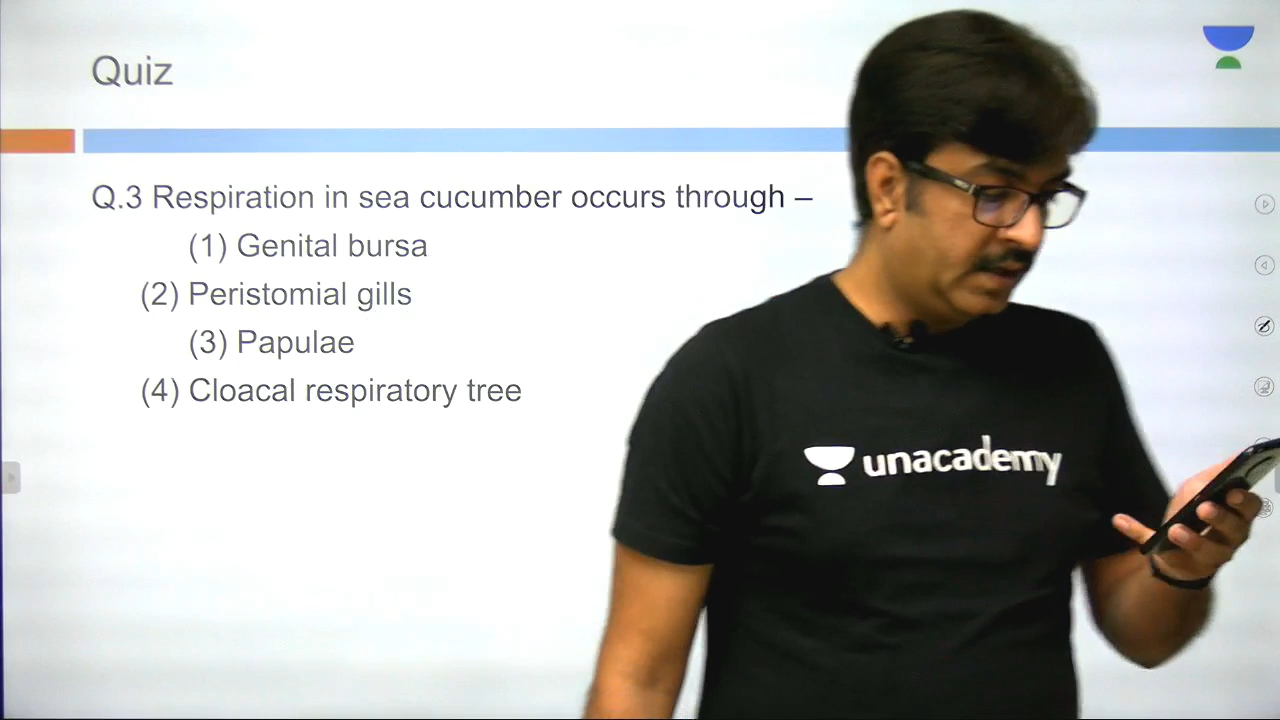 Quiz
Q.3 Respiration in sea cucumber occurs through –
(1) Genital bursa
(2) Peristomial gills
(3) Papulae
(4) Cloacal respiratory tree
unacademy